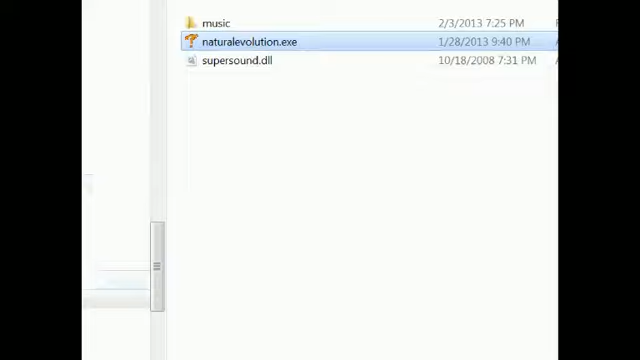 music 2/3/2013 7:25 PM
naturalevolution.exe 1/28/2013 9:40 PM
supersound.dll 10/18/2008 7:31 PM